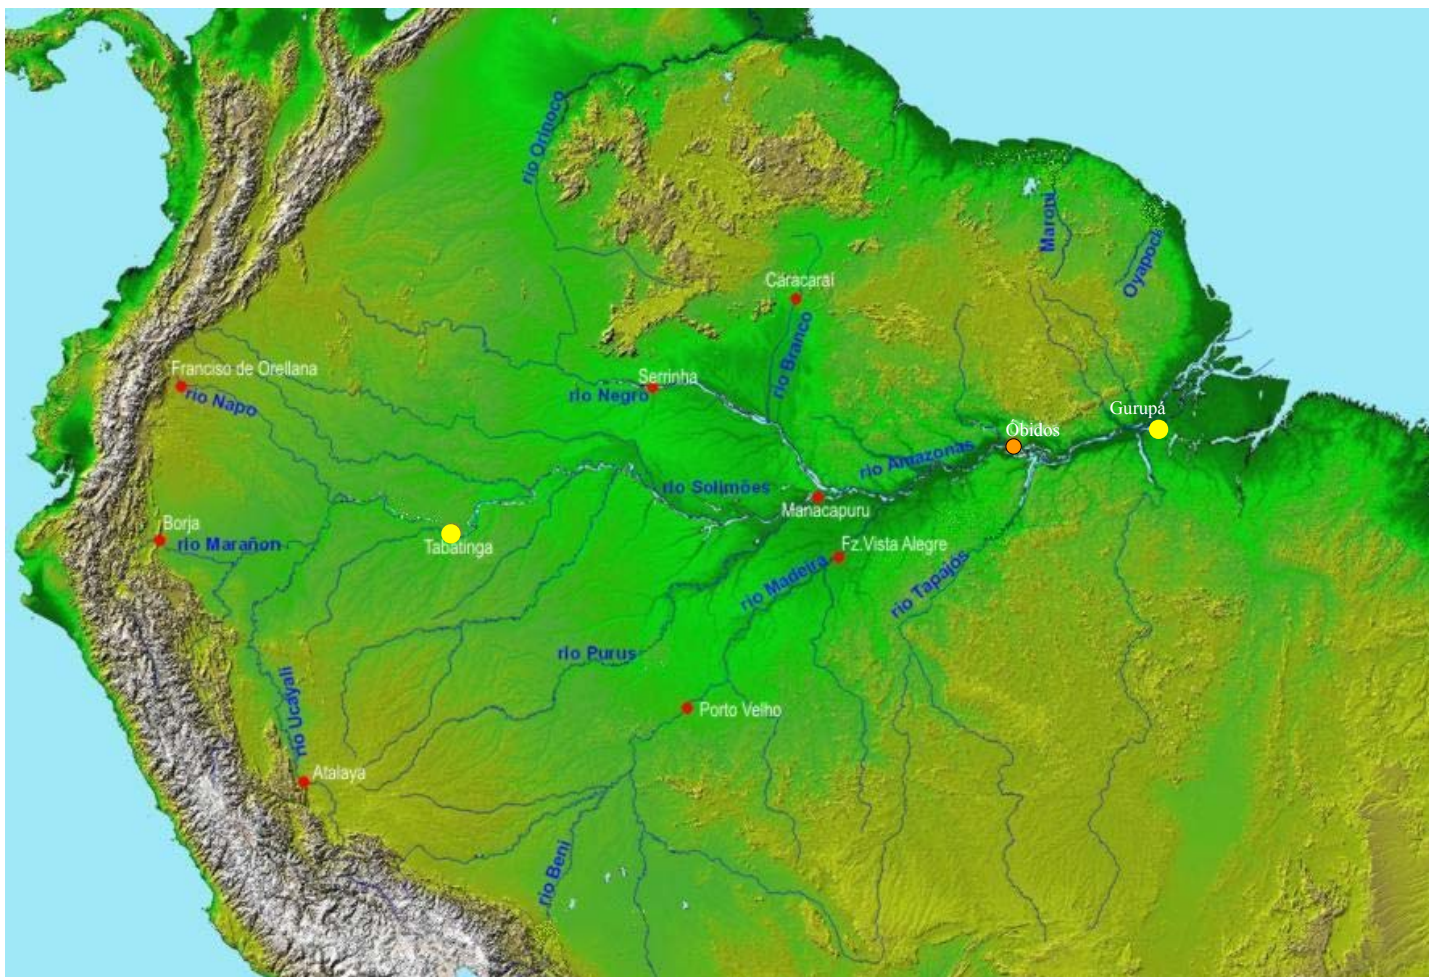 rio Orinoco
Maroni
Oyapock
Caracaraí
rio Branco
Franciso de Orellana
rio Napo
Serrinha
rio Negro
Gurupá
Óbidos
rio Amazonas
rio Solimões
Manacapuru
Borja
rio Marañon
Tabatinga
Fz.Vista Alegre
rio Madeira
rio Tapajós
rio Purus
rio Ucayali
Porto Velho
Atalaya
rio Beni